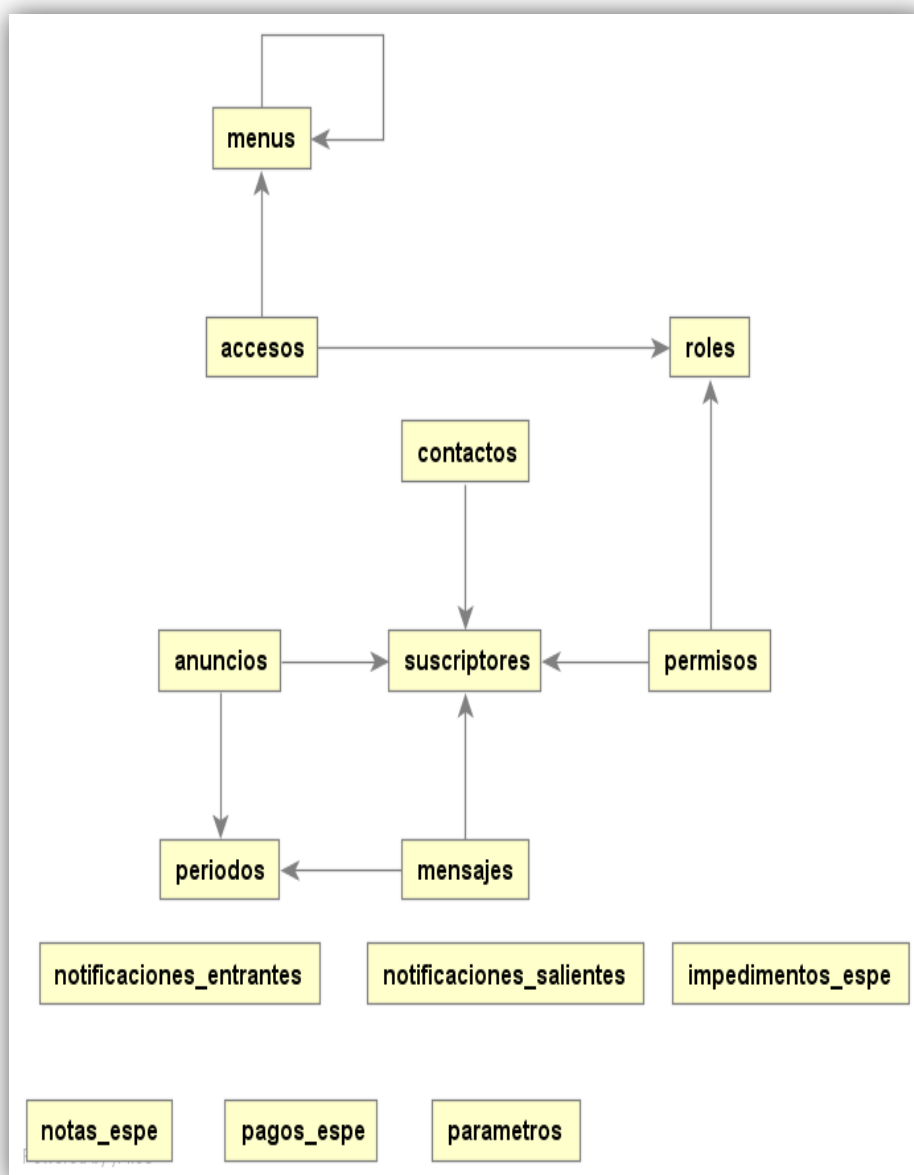 menus
accesos
roles
contactos
anuncios
suscriptores
permisos
periodos
mensajes
notificaciones_entrantes
notificaciones_salientes
impedimentos_espe
notas_espe
pagos_espe
parametros